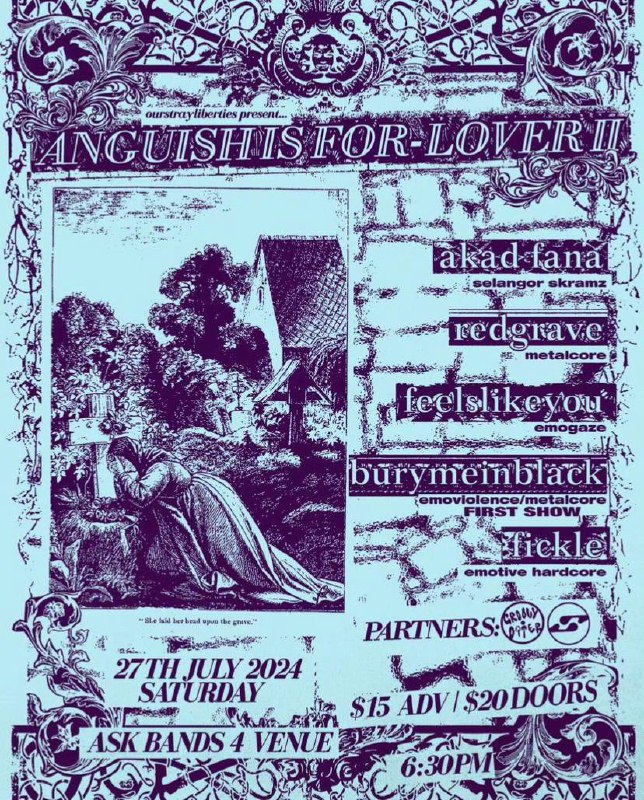 ourstrayliberties present...
ANGUISH IS FOR-LOVER II
akad fana
selangor skramz
redgrave
metalcore
feelslikeyou
emogaze
burymeinblack
emoviolence/metalcore
FIRST SHOW
fickle
emotive hardcore
"She laid her head upon the grave."
PARTNERS:
27TH JULY 2024
SATURDAY
$15 ADV | $20 DOORS
ASK BANDS 4 VENUE
6:30PM